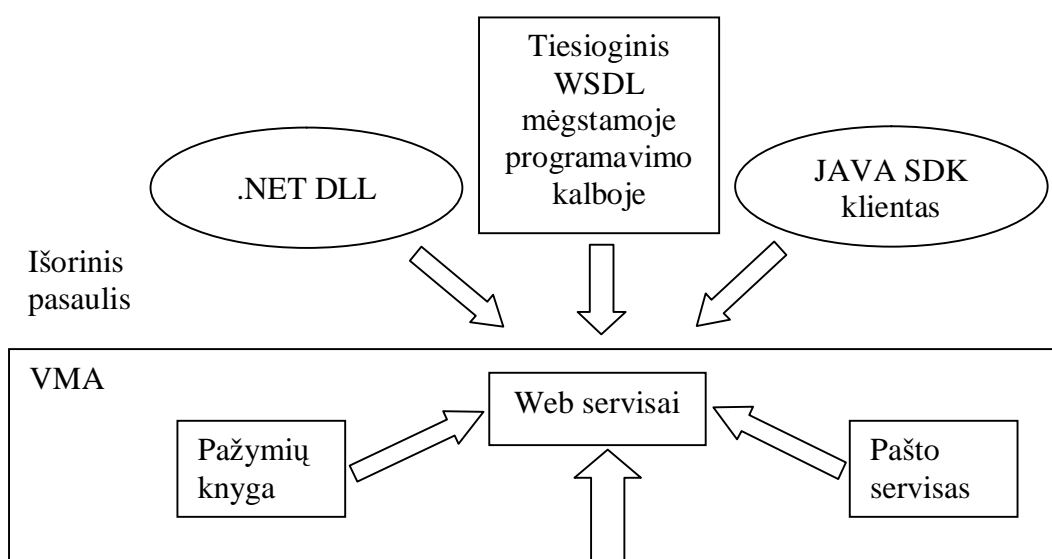 Tiesioginis
WSDL
mėgstamoje
programavimo
kalboje
.NET DLL
JAVA SDK
klientas
Išorinis
pasaulis
VMA
Web servisai
Pažymių
knyga
Pašto
servisas